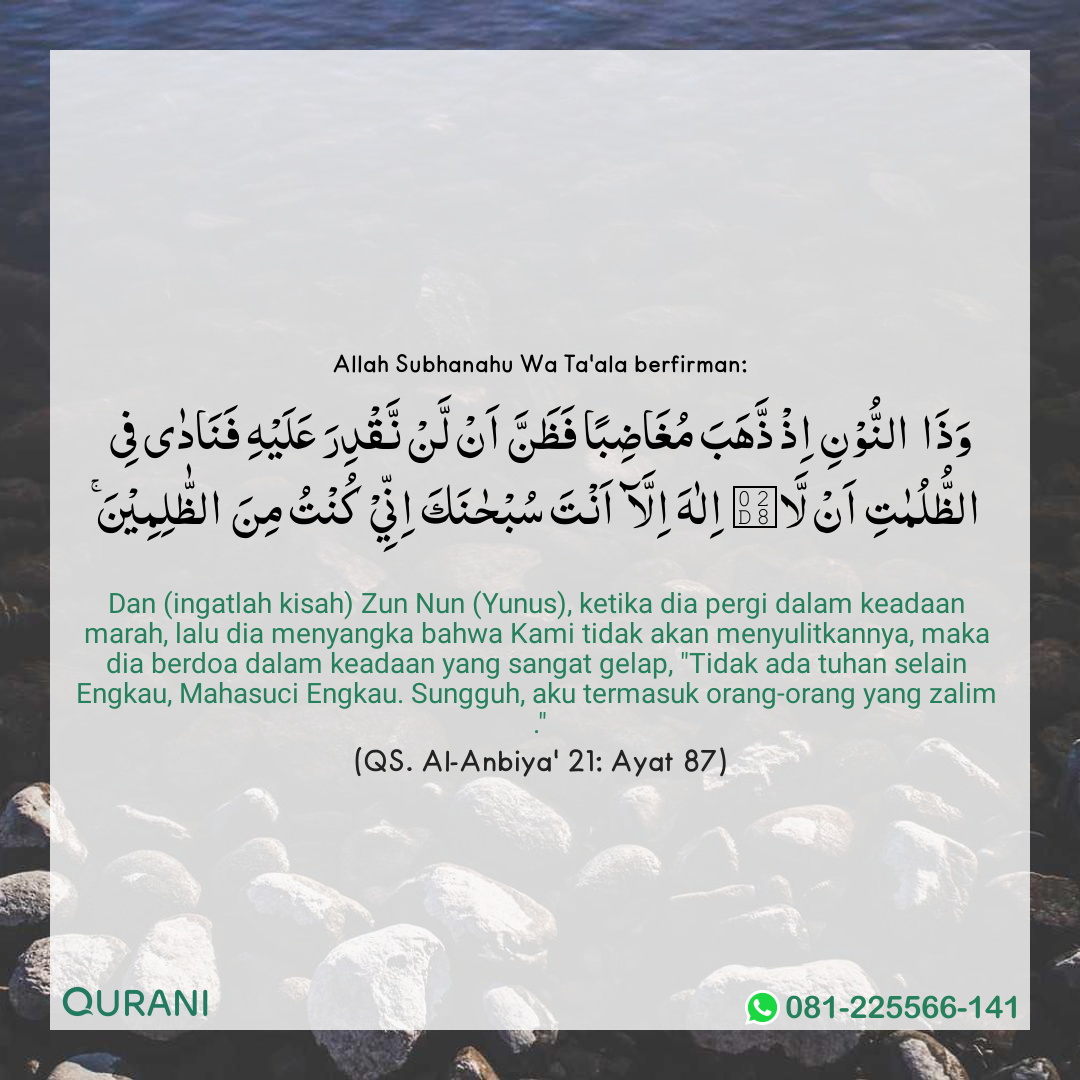 Allah Subhanahu Wa Ta'ala berfirman:
وَذَا  النُّوْنِ اِذْ ذَّهَبَ مُغَاضِبًا فَظَنَّ اَنْ لَّنْ نَّـقْدِرَ عَلَيْهِ فَنَادٰى فِى
الظُّلُمٰتِ اَنْ لَّا˘ اِلٰهَ اِلَّاۤ اَنْتَ سُبْحٰنَكَ اِنِّيْ كُنْتُ مِنَ الظّٰلِمِيْنَ ۚ
Dan (ingatlah kisah) Zun Nun (Yunus), ketika dia pergi dalam keadaan
marah, lalu dia menyangka bahwa Kami tidak akan menyulitkannya, maka
dia berdoa dalam keadaan yang sangat gelap, "Tidak ada tuhan selain
Engkau, Mahasuci Engkau. Sungguh, aku termasuk orang-orang yang zalim
."
(QS. Al-Anbiya' 21: Ayat 87)
QURANI
081-225566-141